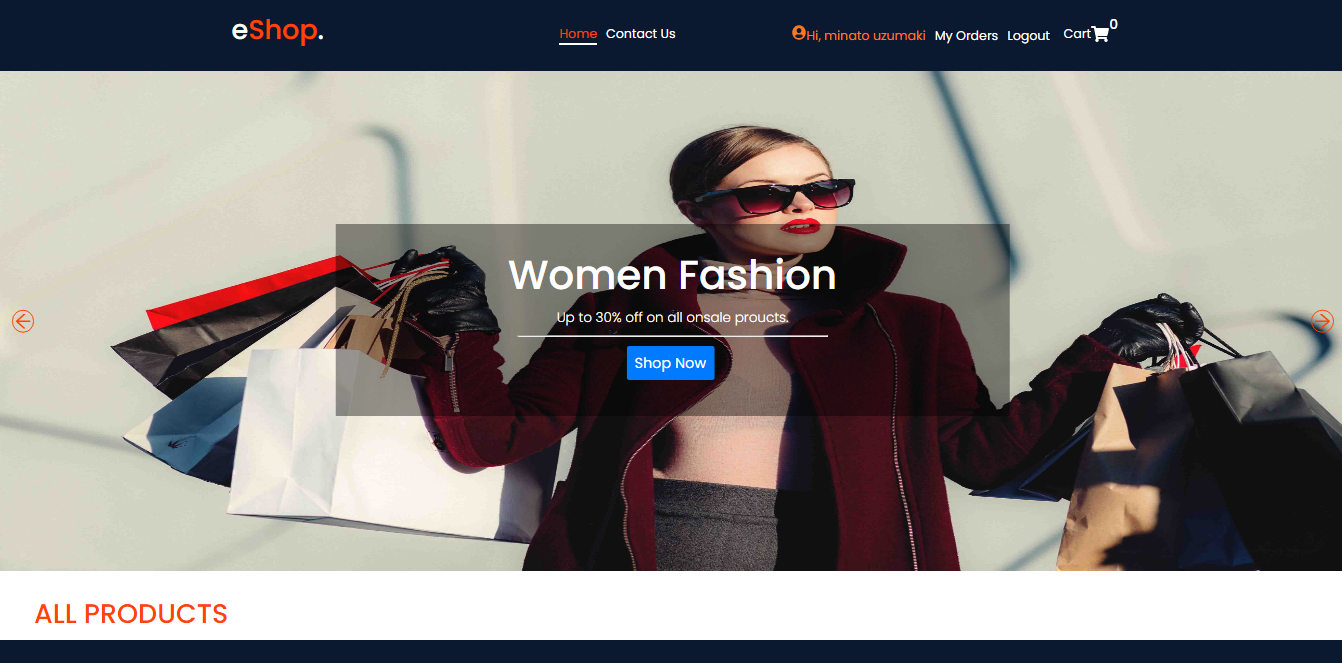 eShop.
Home Contact Us
Hi, minato uzumaki My Orders Logout Cart 0
Women Fashion
Up to 30% off on all onsale proucts.
Shop Now
ALL PRODUCTS